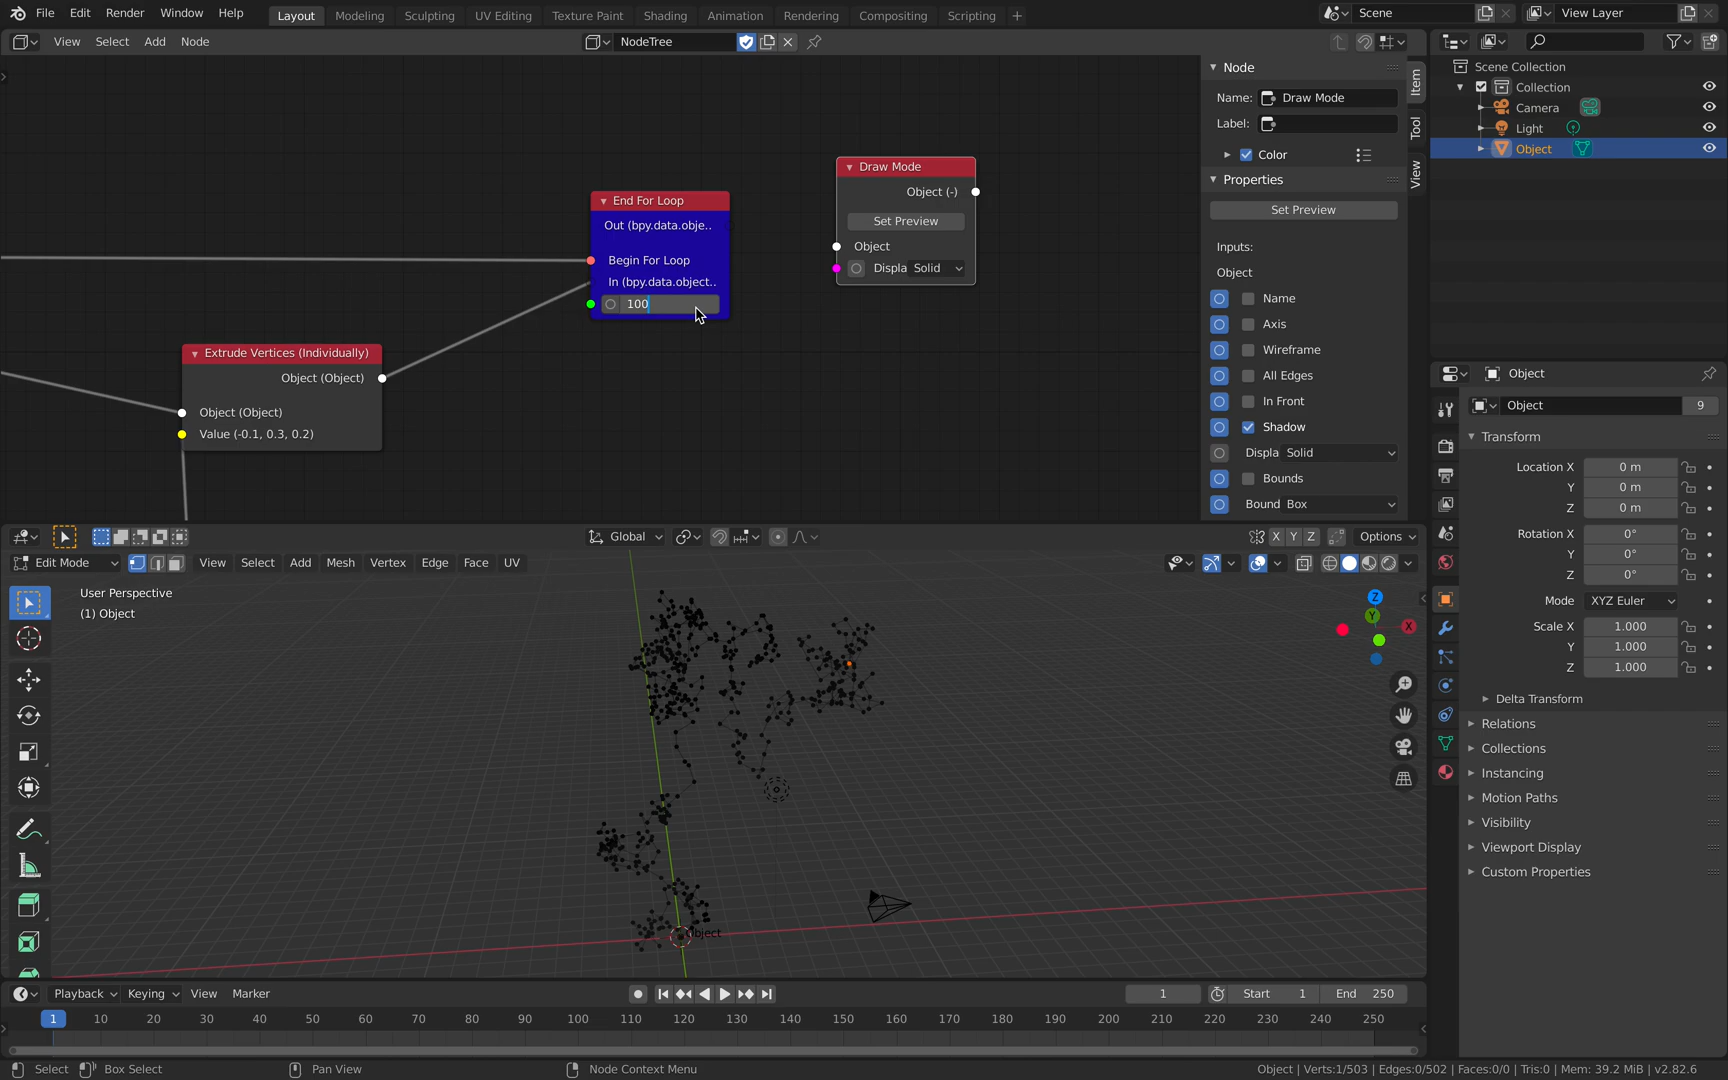 File Edit Render Window Help Layout Modeling Sculpting UV Editing Texture Paint Shading Animation Rendering Compositing Scripting + Scene View Layer
View Select Add Node NodeTree
Draw Mode
Object (-)
Set Preview
Object
Displa Solid
End For Loop
Out (bpy.data.obje..
Begin For Loop
In (bpy.data.object..
100
Extrude Vertices (Individually)
Object (Object)
Object (Object)
Value (-0.1, 0.3, 0.2)
Node
Name: Draw Mode
Label:
Color
Properties
Set Preview
Inputs:
Object
Name
Axis
Wireframe
All Edges
In Front
Shadow
Displa Solid
Bounds
Bound Box
Item
Tool
View
Scene Collection
Collection
Camera
Light
Object
Object
Object 9
Transform
Location X 0 m
Y 0 m
Z 0 m
Rotation X 0°
Y 0°
Z 0°
Mode XYZ Euler
Scale X 1.000
Y 1.000
Z 1.000
Delta Transform
Relations
Collections
Instancing
Motion Paths
Visibility
Viewport Display
Custom Properties
Global X Y Z Options
Edit Mode View Select Add Mesh Vertex Edge Face UV
User Perspective
(1) Object
Z
Y
X
Object
Playback Keying View Marker 1 Start 1 End 250
1 10 20 30 40 50 60 70 80 90 100 110 120 130 140 150 160 170 180 190 200 210 220 230 240 250
Select Box Select Pan View Node Context Menu Object | Verts:1/503 | Edges:0/502 | Faces:0/0 | Tris:0 | Mem: 39.2 MiB | v2.82.6